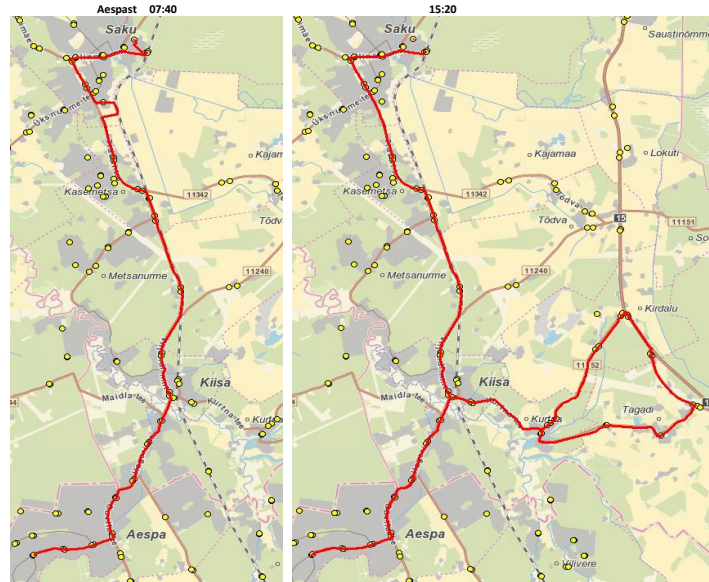 Aespast 07:40
15:20
Saku
Üksnurme-tee
Kajamaa
Kasemetsa
11342
Tõdva
11240
Metsanurme
Kiisa
Maidla-tee
Kurtna-tee
Aespa
Saku
Saustinõmme
Üksnurme-tee
Kajamaa
Lokuti
Kasemetsa
11342
Tõdva
Tõdva
15
11151
11240
Metsanurme
Kirdalu
11152
Kiisa
Maidla-tee
Kurtna
Tagadi
Aespa
Vilivere